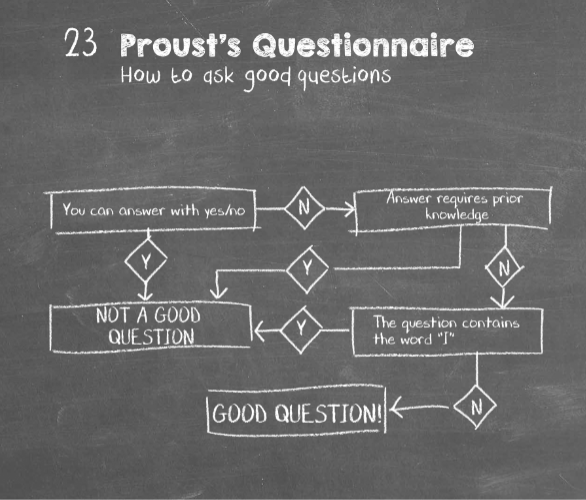 23 Proust's Questionnaire
How to ask good questions
You can answer with yes/no
N
Answer requires prior
knowledge
Y
Y
N
NOT A GOOD
QUESTION
Y
The question contains
the word "I"
GOOD QUESTION!
N